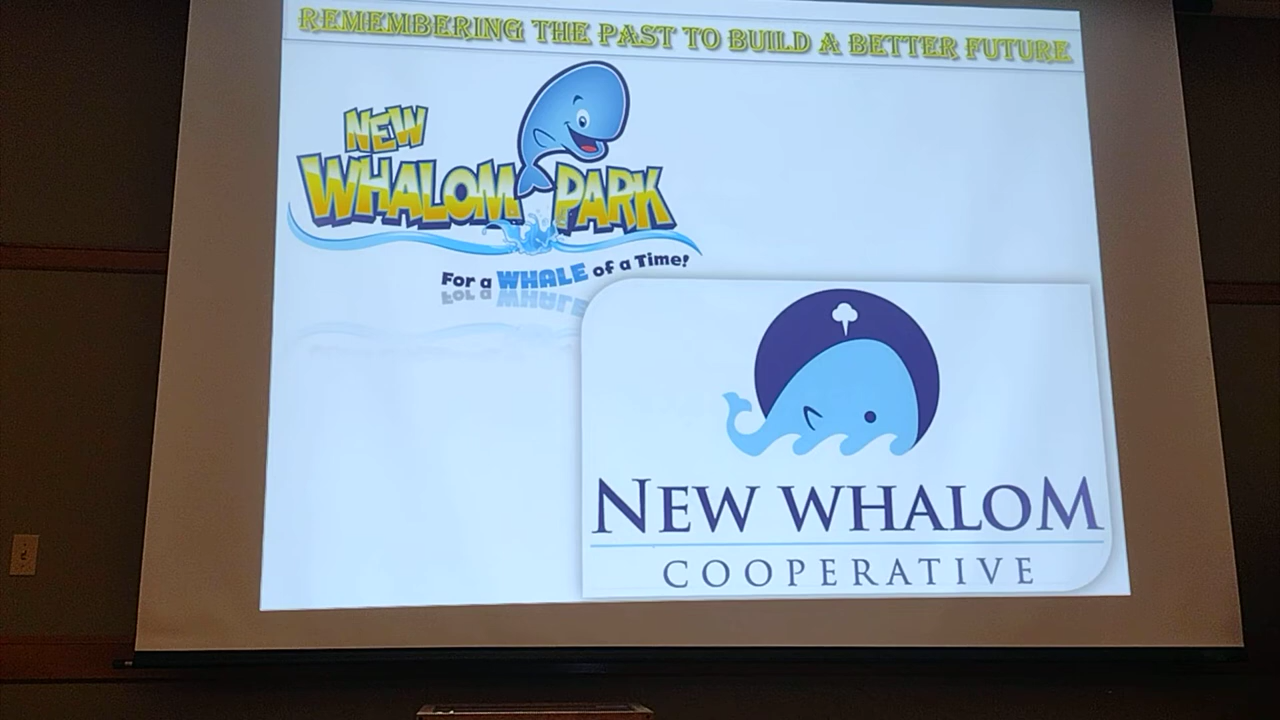 REMEMBERING THE PAST TO BUILD A BETTER FUTURE
NEW
WHALOM PARK
For a WHALE of a Time!
NEW WHALOM
COOPERATIVE